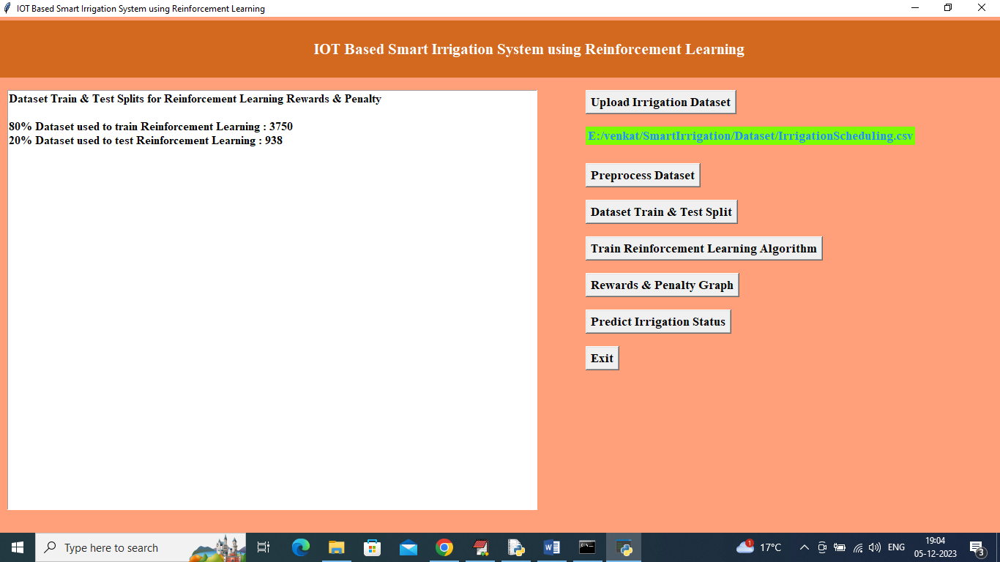 IOT Based Smart Irrigation System using Reinforcement Learning
IOT Based Smart Irrigation System using Reinforcement Learning
Dataset Train & Test Splits for Reinforcement Learning Rewards & Penalty
80% Dataset used to train Reinforcement Learning : 3750
20% Dataset used to test Reinforcement Learning : 938
Upload Irrigation Dataset
E:/venkat/SmartIrrigation/Dataset/IrrigationScheduling.csv
Preprocess Dataset
Dataset Train & Test Split
Train Reinforcement Learning Algorithm
Rewards & Penalty Graph
Predict Irrigation Status
Exit
Type here to search
1
17°C
ENG
19:04
05-12-2023
3